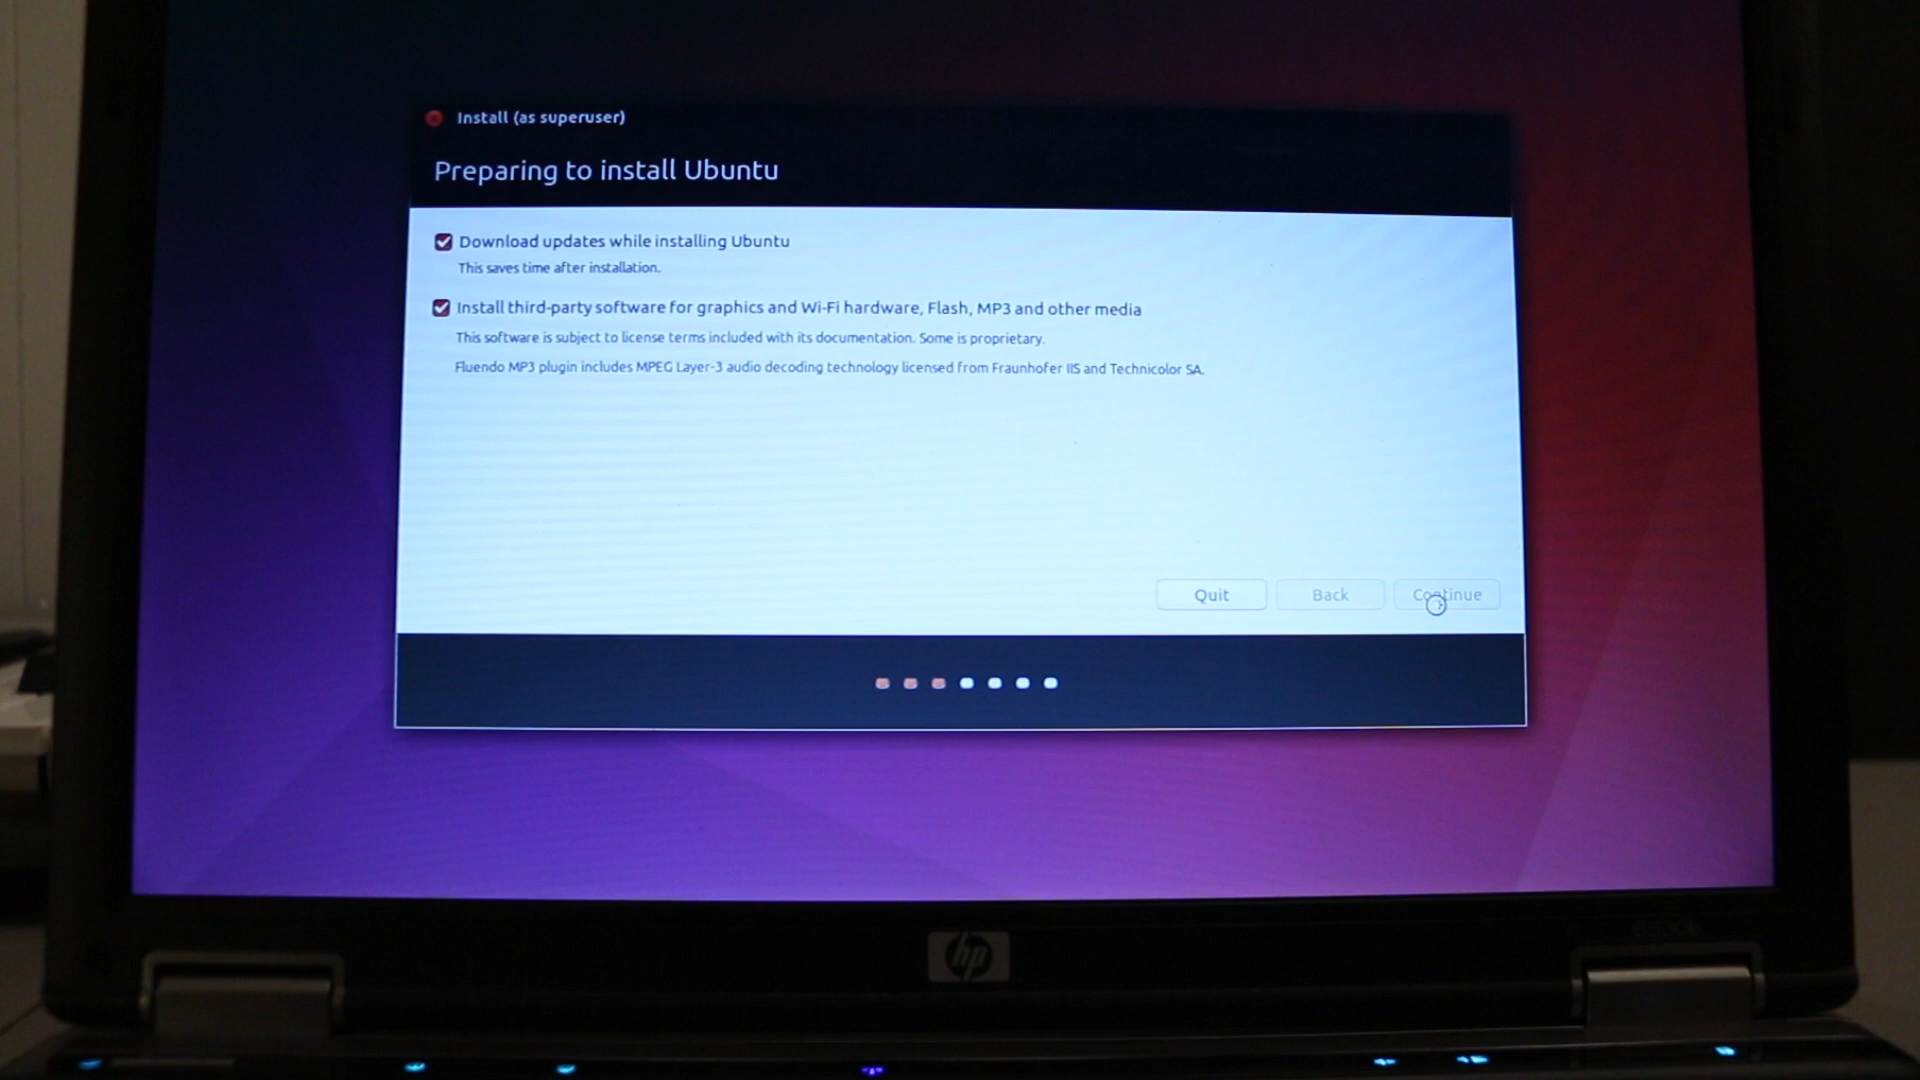 Install (as superuser)
Preparing to install Ubuntu
Download updates while installing Ubuntu
This saves time after installation.
Install third-party software for graphics and Wi-Fi hardware, Flash, MP3 and other media
This software is subject to license terms included with its documentation. Some is proprietary.
Fluendo MP3 plugin includes MPEG Layer-3 audio decoding technology licensed from Fraunhofer IIS and Technicolor SA.
Quit Back Continue
hp